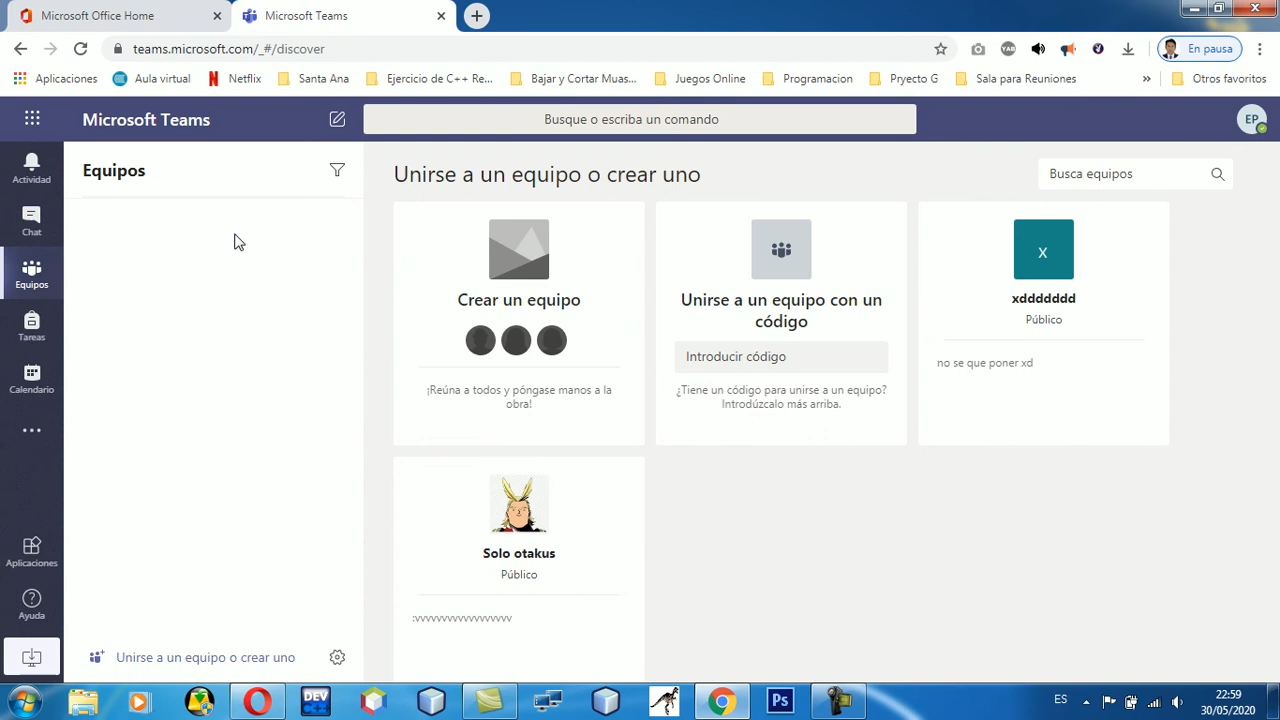 Microsoft Office Home
Microsoft Teams
teams.microsoft.com/_#/discover
YAB
En pausa
Aplicaciones
Aula virtual
Netflix
Santa Ana
Ejercicio de C++ Re...
Bajar y Cortar Muas...
Juegos Online
Programacion
Pryecto G
Sala para Reuniones
»
Otros favoritos
Microsoft Teams
Busque o escriba un comando
EP
Actividad
Chat
Equipos
Tareas
Calendario
Aplicaciones
Ayuda
Equipos
Unirse a un equipo o crear uno
Unirse a un equipo o crear uno
Busca equipos
Crear un equipo
¡Reúna a todos y póngase manos a la
obra!
Unirse a un equipo con un
código
Introducir código
¿Tiene un código para unirse a un equipo?
Introdúzcalo más arriba.
X
xddddddd
Público
no se que poner xd
Solo otakus
Público
:vvvvvvvvvvvvvvvvvv
DEV
C++
Ps
ES
22:59
30/05/2020